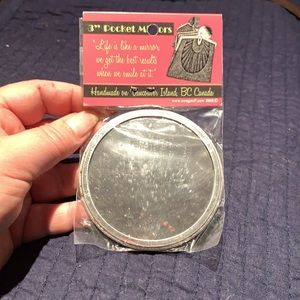 3" Pocket Mirrors
"Life is like a mirror,
we get the best results
when we smile at it."
Handmade on Vancouver Island, BC Canada